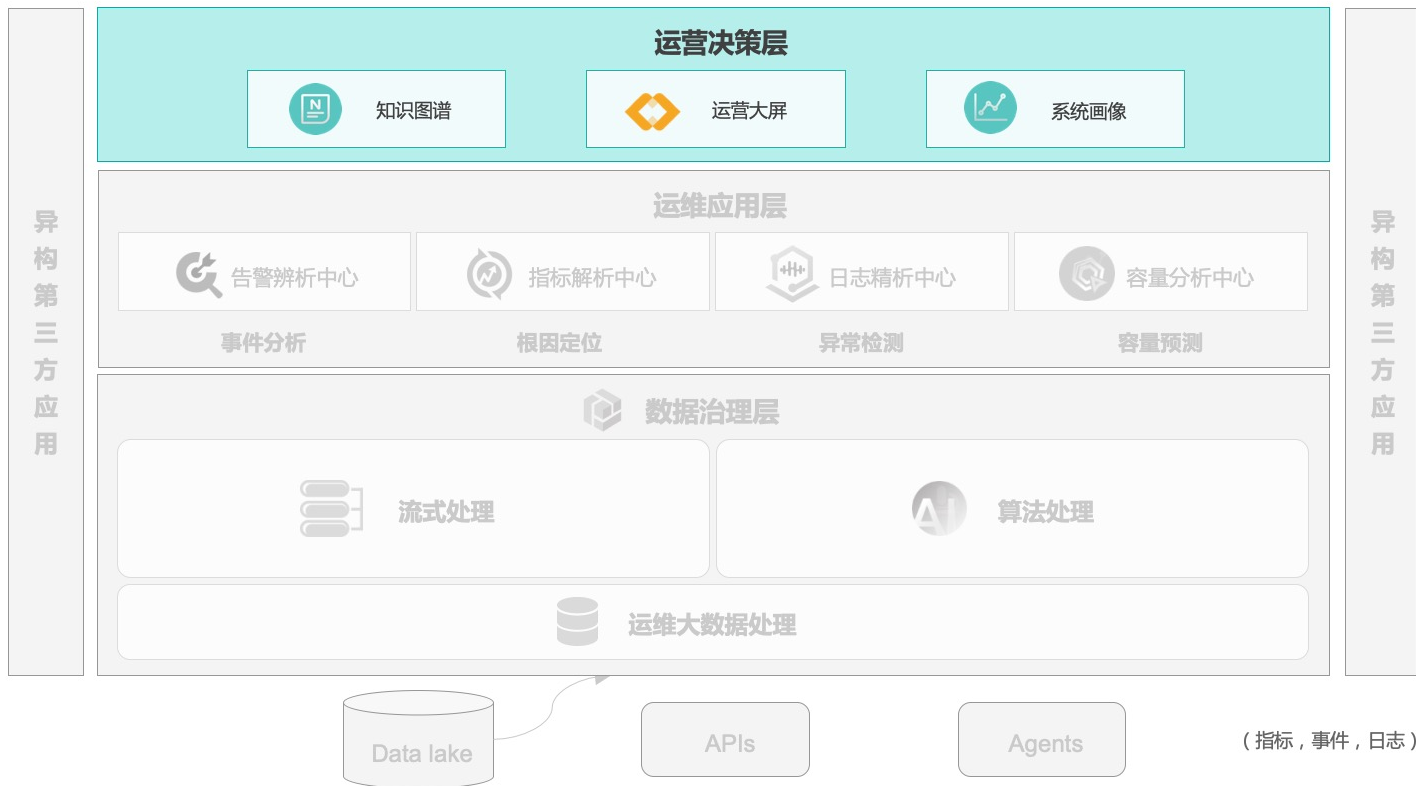 运营决策层
知识图谱
运营大屏
系统画像
异构第三方应用
运维应用层
告警辨析中心
指标解析中心
日志精析中心
容量分析中心
事件分析
根因定位
异常检测
容量预测
数据治理层
流式处理
AI
算法处理
运维大数据处理
异构第三方应用
Data lake
APIs
Agents
（指标，事件，日志）